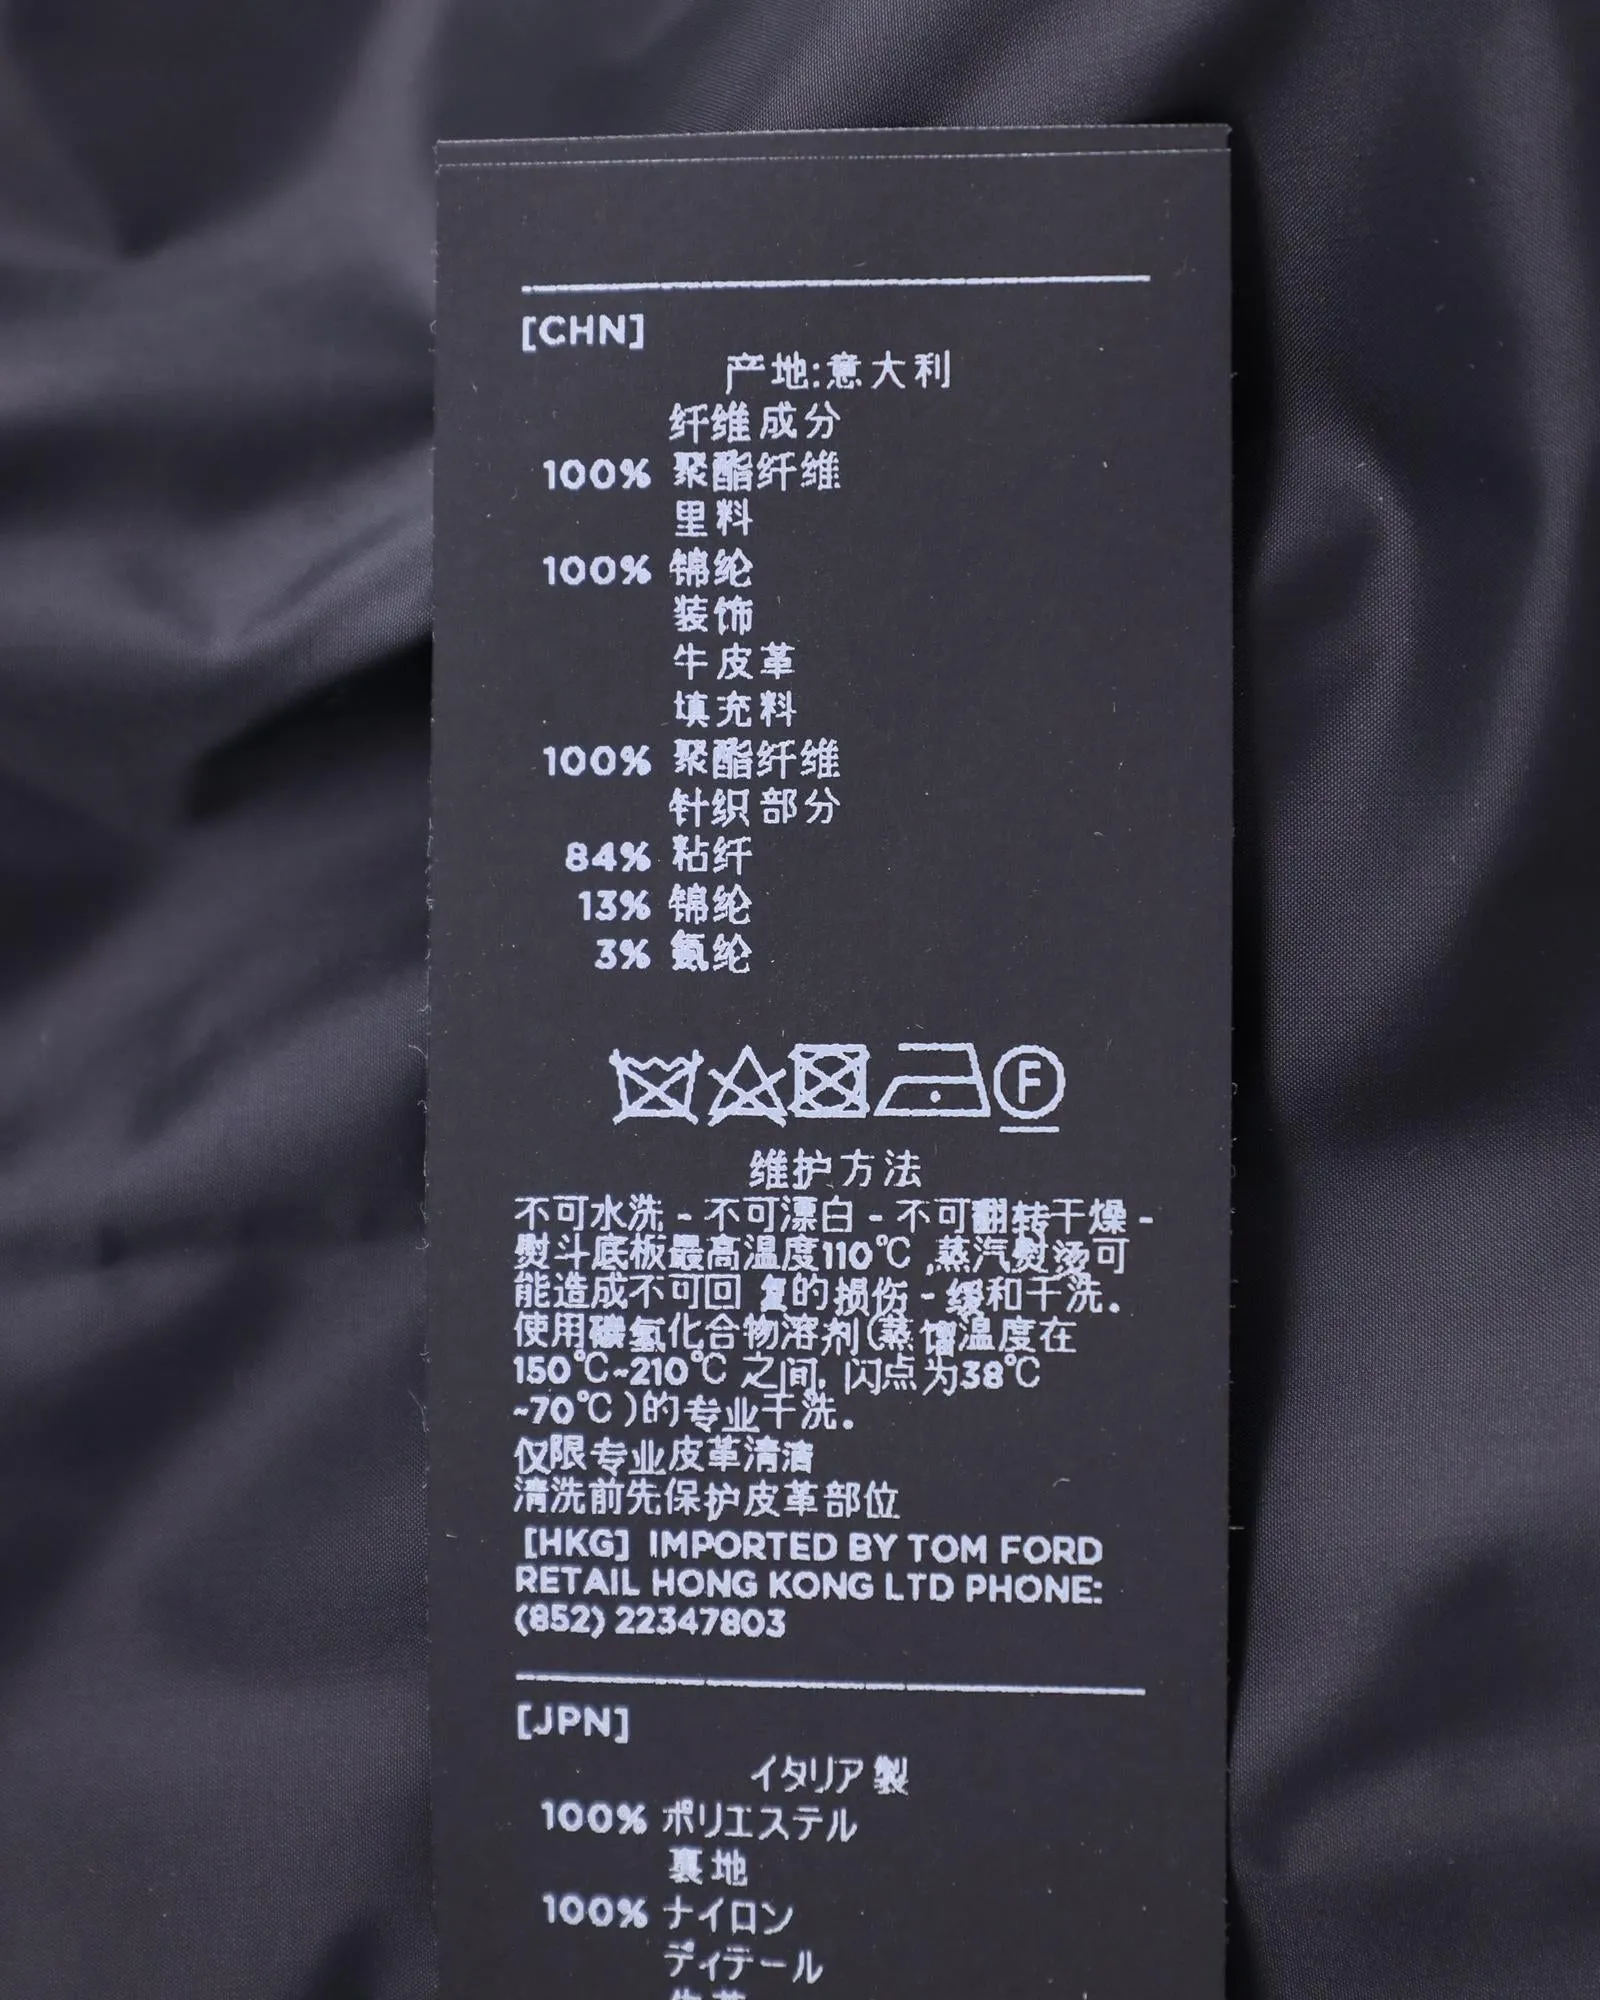 [CHN]
产地:意大利
纤维成分
100% 聚酯纤维
里料
100% 锦纶
装饰
牛皮革
填充料
100% 聚酯纤维
针织部分
84% 粘纤
13% 锦纶
3% 氨纶
F
维护方法
不可水洗 - 不可漂白 - 不可翻转干燥 -
熨斗底板最高温度110℃ ,蒸汽熨烫可
能造成不可回 复的损伤 - 缓和干洗.
使用碳氢化合物溶剂(蒸馏温度在
150℃~210℃ 之间, 闪点为38℃
~70℃)的专业干洗.
仅限专业皮革清清
清洗前先保护皮革部位
[HKG] IMPORTED BY TOM FORD
RETAIL HONG KONG LTD PHONE:
(852) 22347803
[JPN]
イタリア製
100% ポリエステル
裏地
100% ナイロン
ディテール